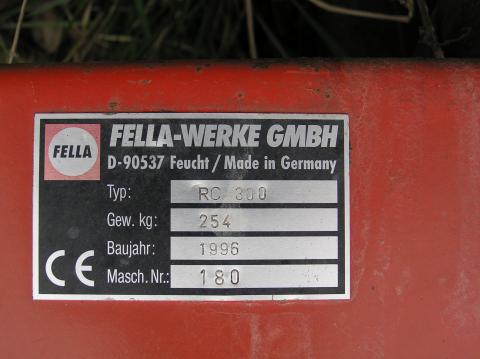 FELLA
FELLA-WERKE GMBH
D-90537 Feucht / Made in Germany
Typ: RC 300
Gew. kg: 254
Baujahr: 1996
Masch. Nr.: 180
CE